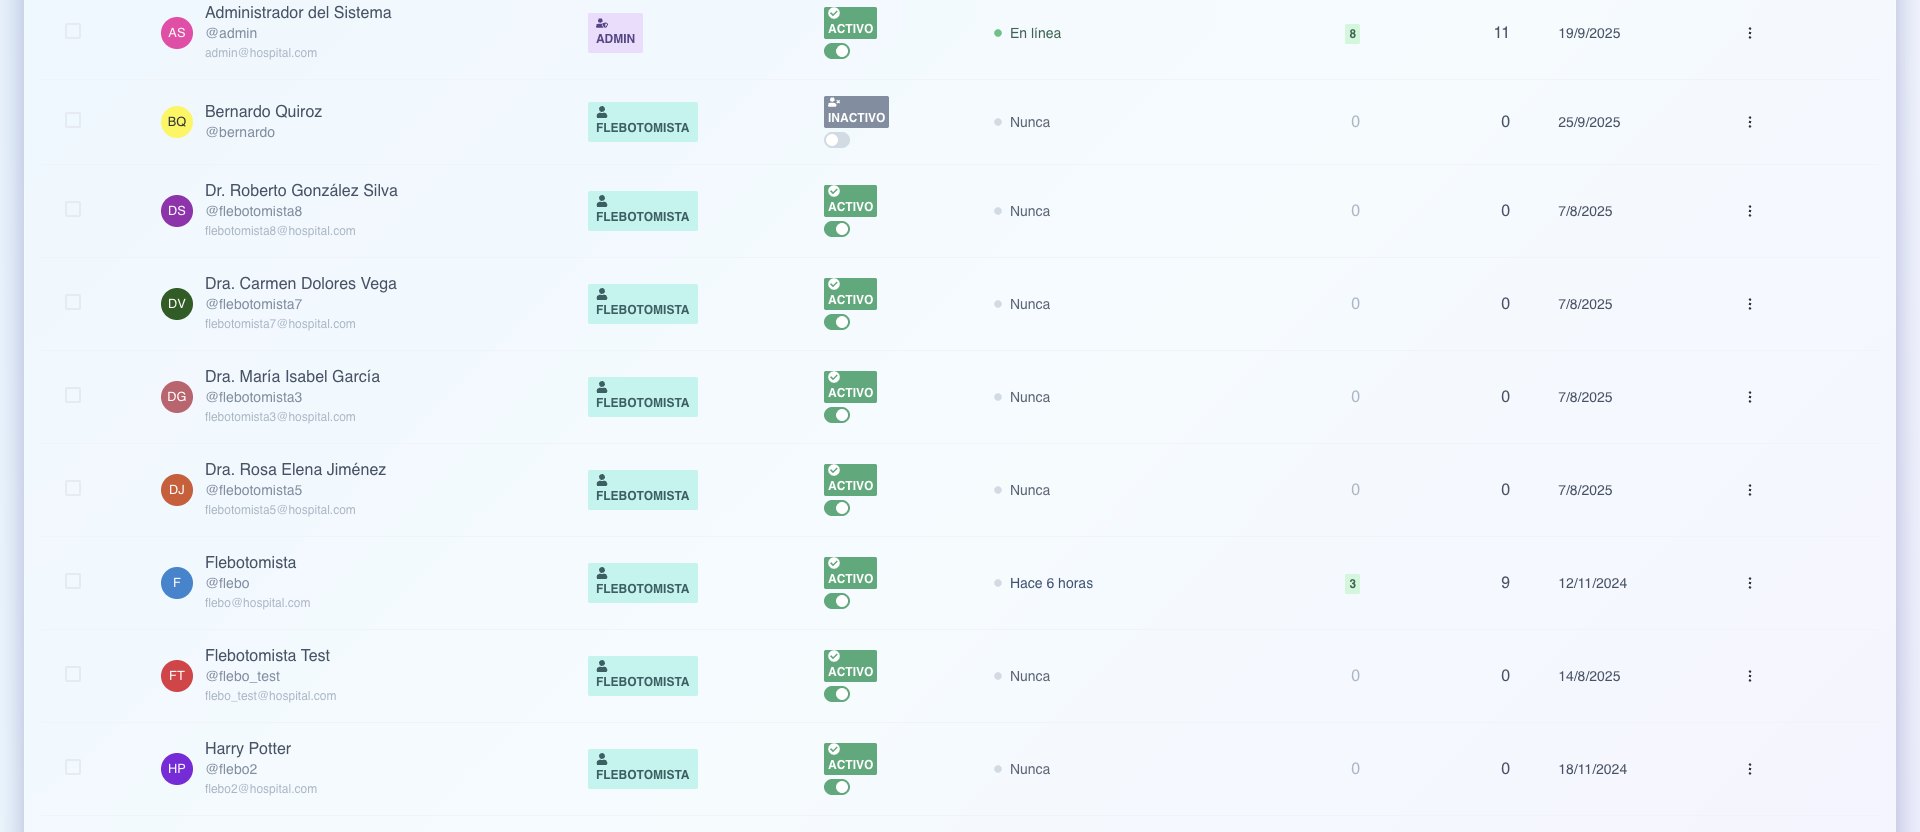 Administrador del Sistema
AS
@admin
admin@hospital.com
ADMIN
ACTIVO
En línea
8
11
19/9/2025
Bernardo Quiroz
BQ
@bernardo
FLEBOTOMISTA
INACTIVO
Nunca
0
0
25/9/2025
Dr. Roberto González Silva
DS
@flebotomista8
flebotomista8@hospital.com
FLEBOTOMISTA
ACTIVO
Nunca
0
0
7/8/2025
Dra. Carmen Dolores Vega
DV
@flebotomista7
flebotomista7@hospital.com
FLEBOTOMISTA
ACTIVO
Nunca
0
0
7/8/2025
Dra. María Isabel García
DG
@flebotomista3
flebotomista3@hospital.com
FLEBOTOMISTA
ACTIVO
Nunca
0
0
7/8/2025
Dra. Rosa Elena Jiménez
DJ
@flebotomista5
flebotomista5@hospital.com
FLEBOTOMISTA
ACTIVO
Nunca
0
0
7/8/2025
Flebotomista
F
@flebo
flebo@hospital.com
FLEBOTOMISTA
ACTIVO
Hace 6 horas
3
9
12/11/2024
Flebotomista Test
FT
@flebo_test
flebo_test@hospital.com
FLEBOTOMISTA
ACTIVO
Nunca
0
0
14/8/2025
Harry Potter
HP
@flebo2
flebo2@hospital.com
FLEBOTOMISTA
ACTIVO
Nunca
0
0
18/11/2024